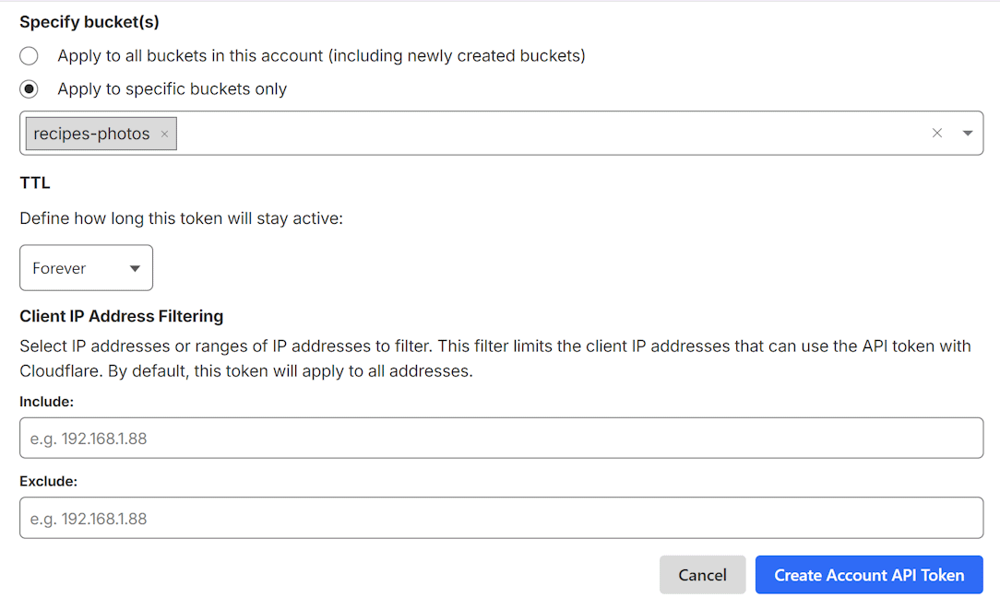 Specify bucket(s)
Apply to all buckets in this account (including newly created buckets)
Apply to specific buckets only
recipes-photos ×
TTL
Define how long this token will stay active:
Forever
Client IP Address Filtering
Select IP addresses or ranges of IP addresses to filter. This filter limits the client IP addresses that can use the API token with
Cloudflare. By default, this token will apply to all addresses.
Include:
e.g. 192.168.1.88
Exclude:
e.g. 192.168.1.88
Cancel
Create Account API Token